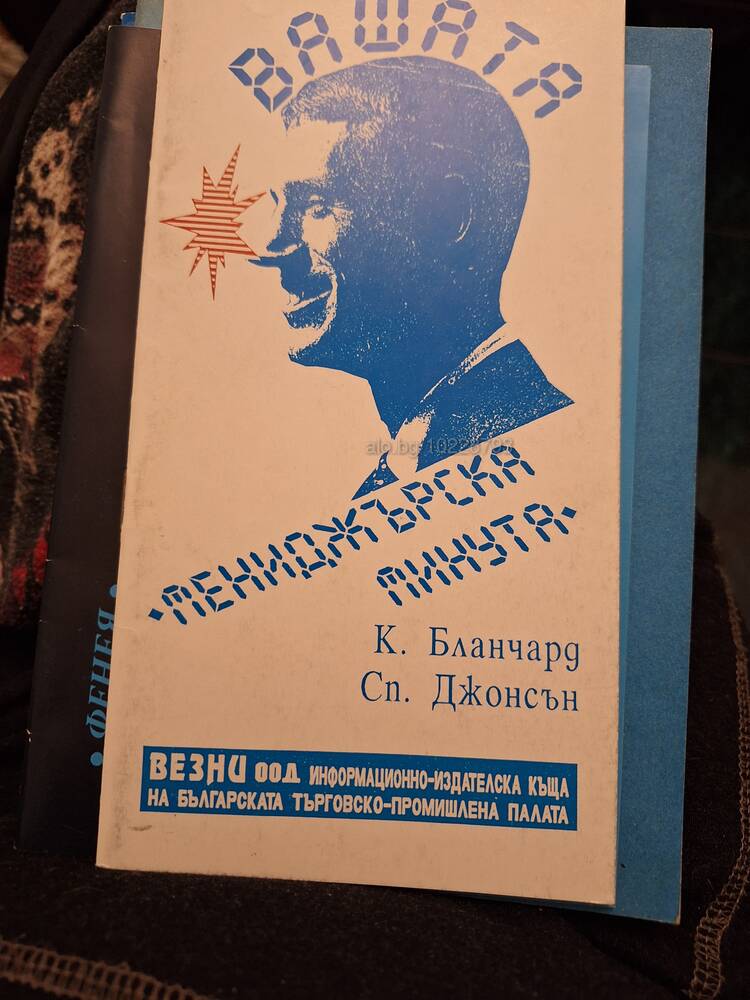 ВАШАТА
·МЕНИДЖЪРСКА
МИНУТА·
К. Бланчард
Сп. Джонсън
ВЕЗНИ ООД ИНФОРМАЦИОННО-ИЗДАТЕЛСКА КЪЩА
НА БЪЛГАРСКАТА ТЪРГОВСКО-ПРОМИШЛЕНА ПАЛАТА
• ФЕНЕЯ •